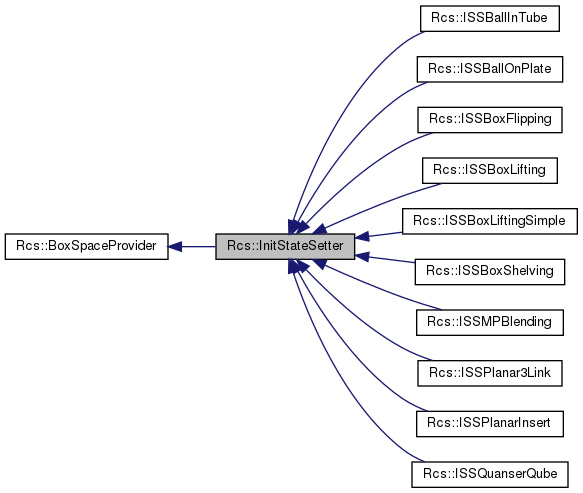 Rcs::ISSBallInTube
Rcs::ISSBallOnPlate
Rcs::ISSBoxFlipping
Rcs::ISSBoxLifting
Rcs::ISSBoxLiftingSimple
Rcs::BoxSpaceProvider
Rcs::InitStateSetter
Rcs::ISSBoxShelving
Rcs::ISSMPBlending
Rcs::ISSPlanar3Link
Rcs::ISSPlanarInsert
Rcs::ISSQuanserQube